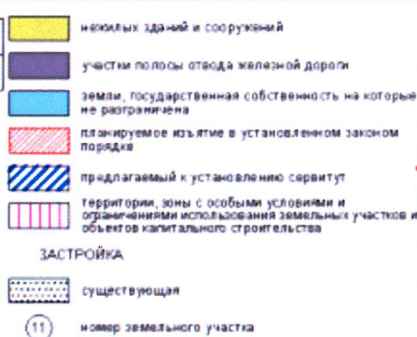 нежилых зданий и сооружений
участки полосы отвода железной дороги
земли, государственная собственность на которые
не разграничена
планируемое изъятие в установленном законом
порядке
предлагаемый к установлению сервитут
территории, зоны с особыми условиями и
ограничениями использования земельных участков и
объектов капитального строительства
ЗАСТРОЙКА
существующая
11 номер земельного участка